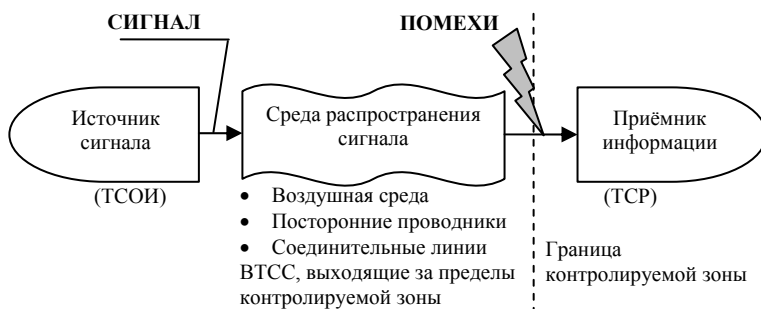 СИГНАЛ
ПОМЕХИ
Источник
сигнала
Среда распространения
сигнала
Приёмник
информации
(ТСОИ)
(ТСР)
• Воздушная среда
• Посторонние проводники
• Соединительные линии
ВТСС, выходящие за пределы
контролируемой зоны
Граница
контролируемой зоны